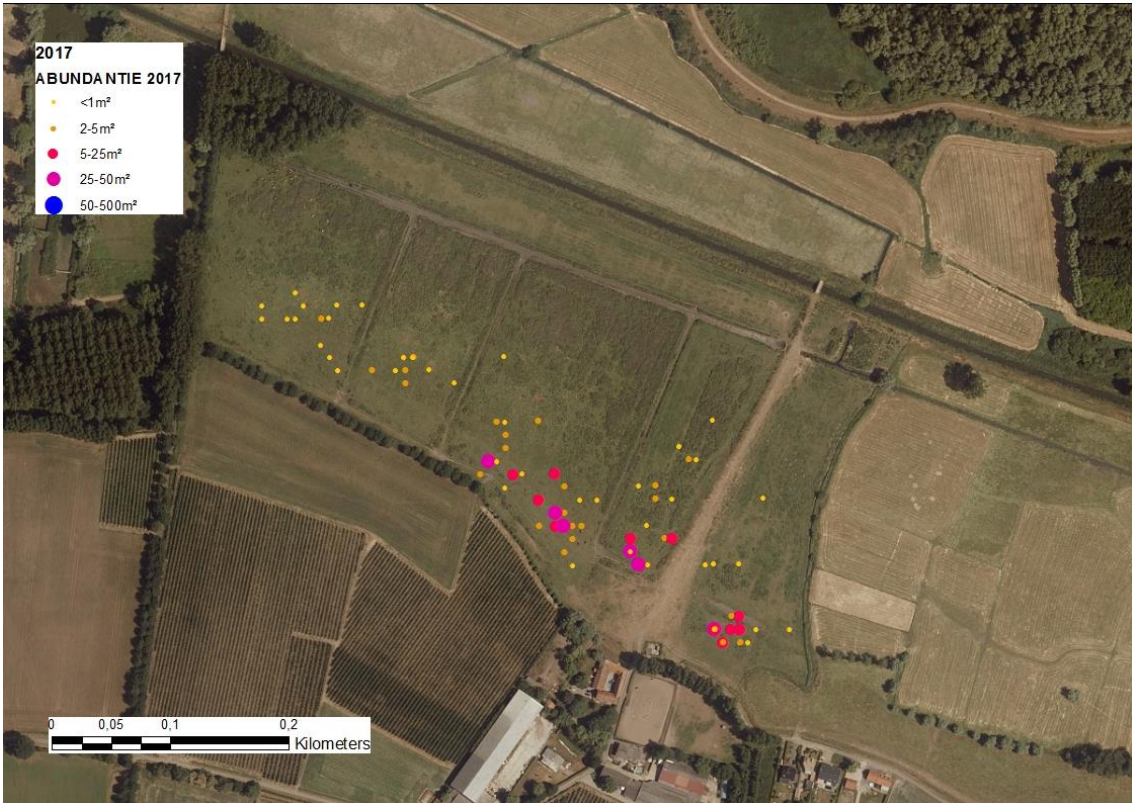 2017
ABUNDANTIE 2017
<1m²
2-5m²
5-25m²
25-50m²
50-500m²
0 0,05 0,1 0,2
Kilometers